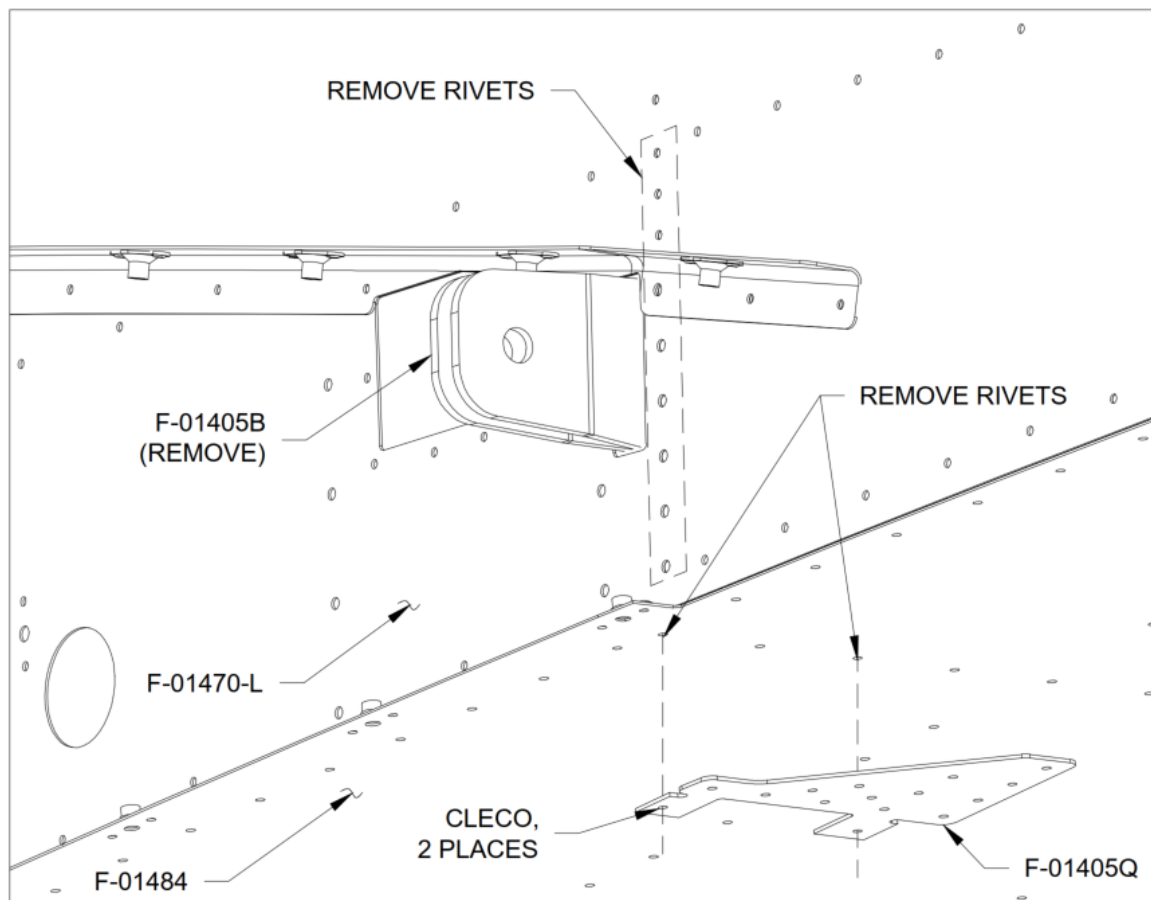 REMOVE RIVETS
F-01405B
(REMOVE)
REMOVE RIVETS
F-01470-L
CLECO,
2 PLACES
F-01484
F-01405Q